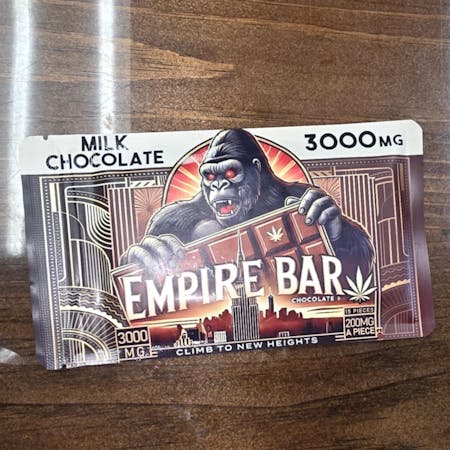 MILK
CHOCOLATE
3000MG
EMPIRE BAR
CHOCOLATE
15 PIECES
200MG
A PIECE
3000
MG
CLIMB TO NEW HEIGHTS